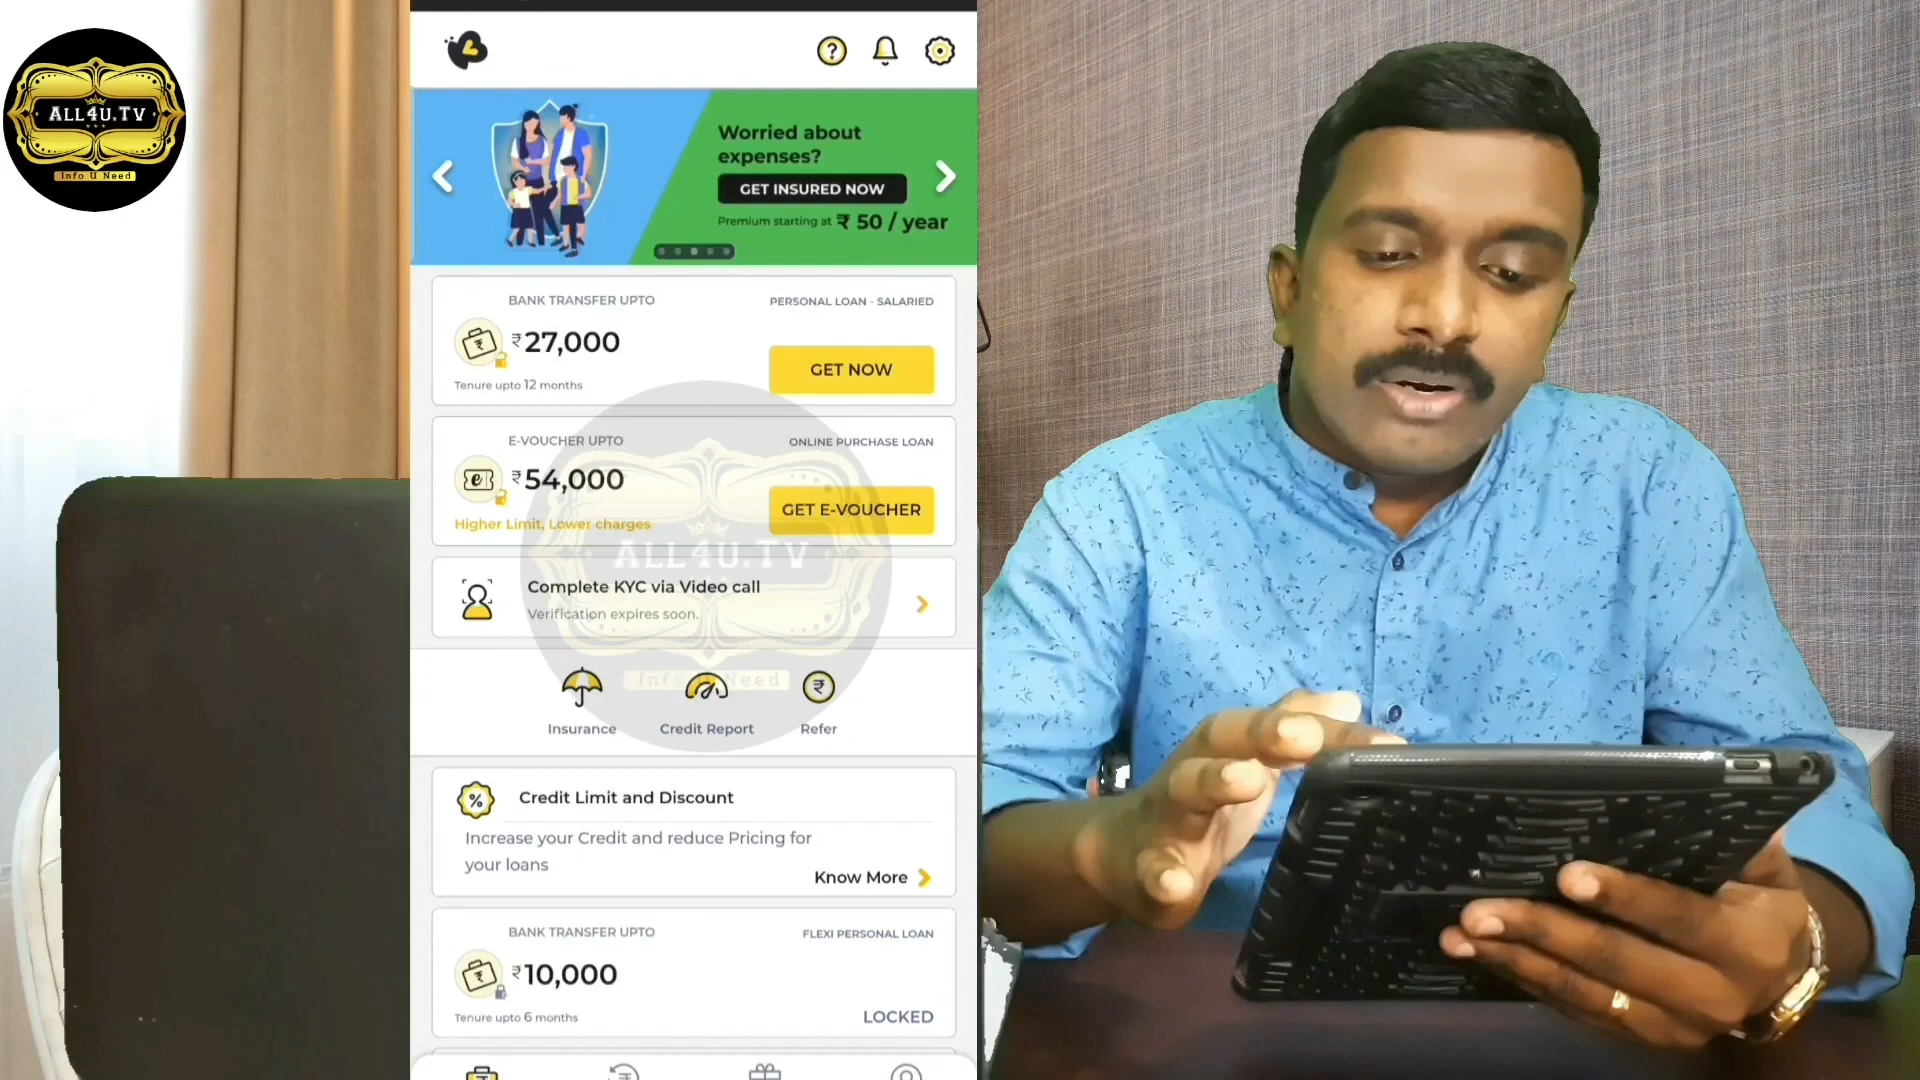 ALL4U.TV
Info U Need
Worried about
expenses?
GET INSURED NOW
Premium starting at ₹ 50 / year
BANK TRANSFER UPTO
PERSONAL LOAN - SALARIED
₹27,000
GET NOW
Tenure upto 12 months
E-VOUCHER UPTO
ONLINE PURCHASE LOAN
₹54,000
GET E-VOUCHER
Higher Limit, Lower charges
ALL4U.TV
Complete KYC via Video call
Verification expires soon.
Info U Need
Insurance
Credit Report
Refer
Credit Limit and Discount
Increase your Credit and reduce Pricing for
your loans
Know More
BANK TRANSFER UPTO
FLEXI PERSONAL LOAN
₹10,000
Tenure upto 6 months
LOCKED